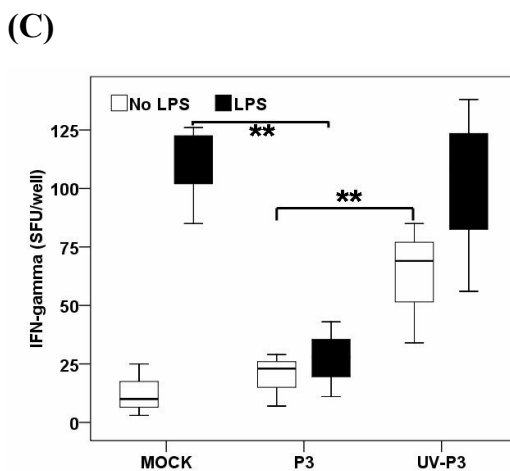 (C)
No LPS LPS
**
**
125
100
75
50
25
0
IFN-gamma (SFU/well)
MOCK P3 UV-P3